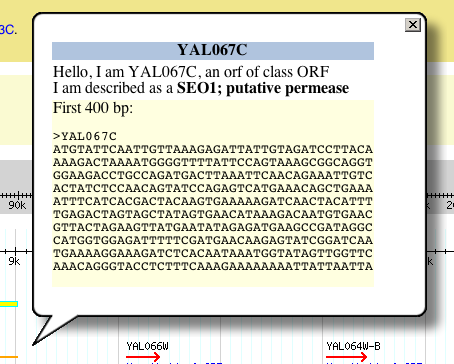 3C.
YAL067C
Hello, I am YAL067C, an orf of class ORF
I am described as a SEO1; putative permease
First 400 bp:
>YAL067C
ATGTATTCAATTGTTAAAGAGATTATTGTAGATCCTTACA
AAAGACTAAAATGGGGTTTTATTCCAGTAAAGCGGCAGGT
GGAAGACCTGCCAGATGACTTAAATTCAACAGAAATTGTC
ACTATCTCCAACAGTATCCAGAGTCATGAAACAGCTGAAA
ATTTCATCACGACTACAAGTGAAAAAGATCAACTACATTT
TGAGACTAGTAGCTATAGTGAACATAAAGACAATGTGAAC
GTTACTAGAAGTTATGAATATAGAGATGAAGCCGATAGGC
CATGGTGGAGATTTTTCGATGAACAAGAGTATCGGATCAA
TGAAAAGGAAAGATCTCACAATAAATGGTATAGTTGGTTC
AAACAGGGTACCTCTTTCAAAGAAAAAAAATTATTAATTA
90k
9k
k
YAL066W
YAL064W-B